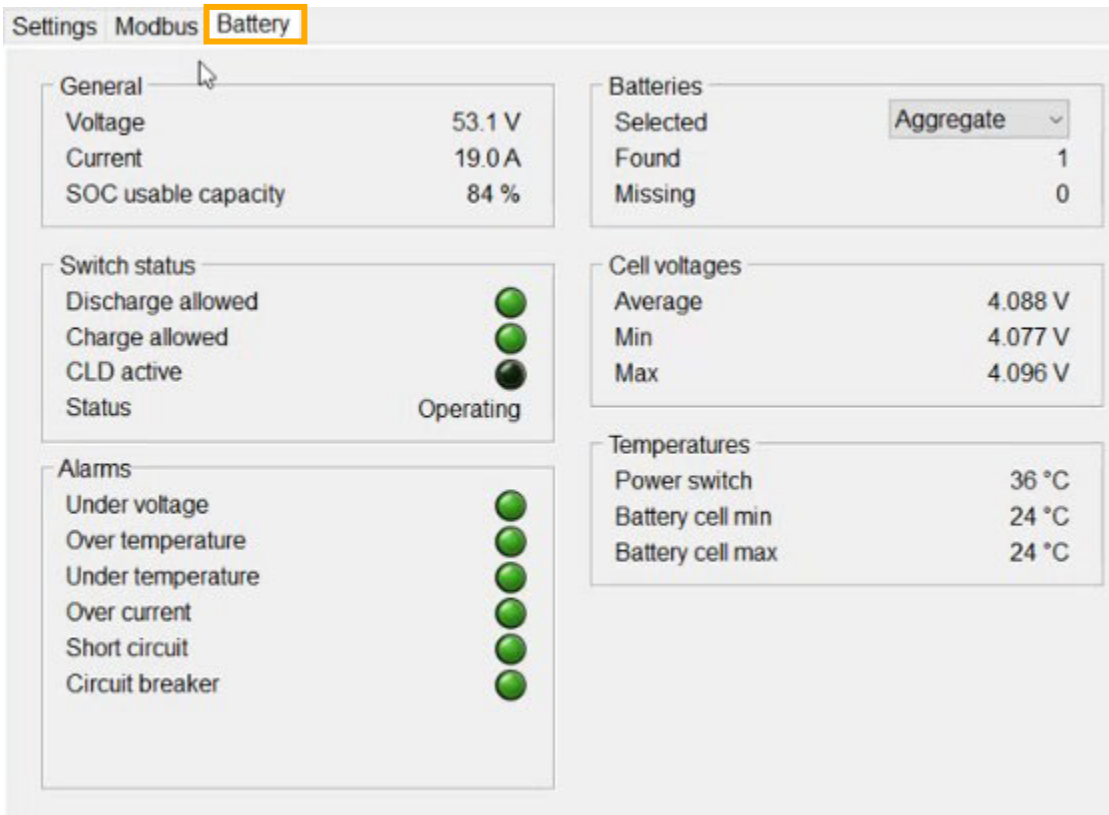 Settings Modbus Battery
General
Voltage 53.1 V
Current 19.0 A
SOC usable capacity 84 %
Switch status
Discharge allowed
Charge allowed
CLD active
Status Operating
Alarms
Under voltage
Over temperature
Under temperature
Over current
Short circuit
Circuit breaker
Batteries
Selected Aggregate
Found 1
Missing 0
Cell voltages
Average 4.088 V
Min 4.077 V
Max 4.096 V
Temperatures
Power switch 36 °C
Battery cell min 24 °C
Battery cell max 24 °C